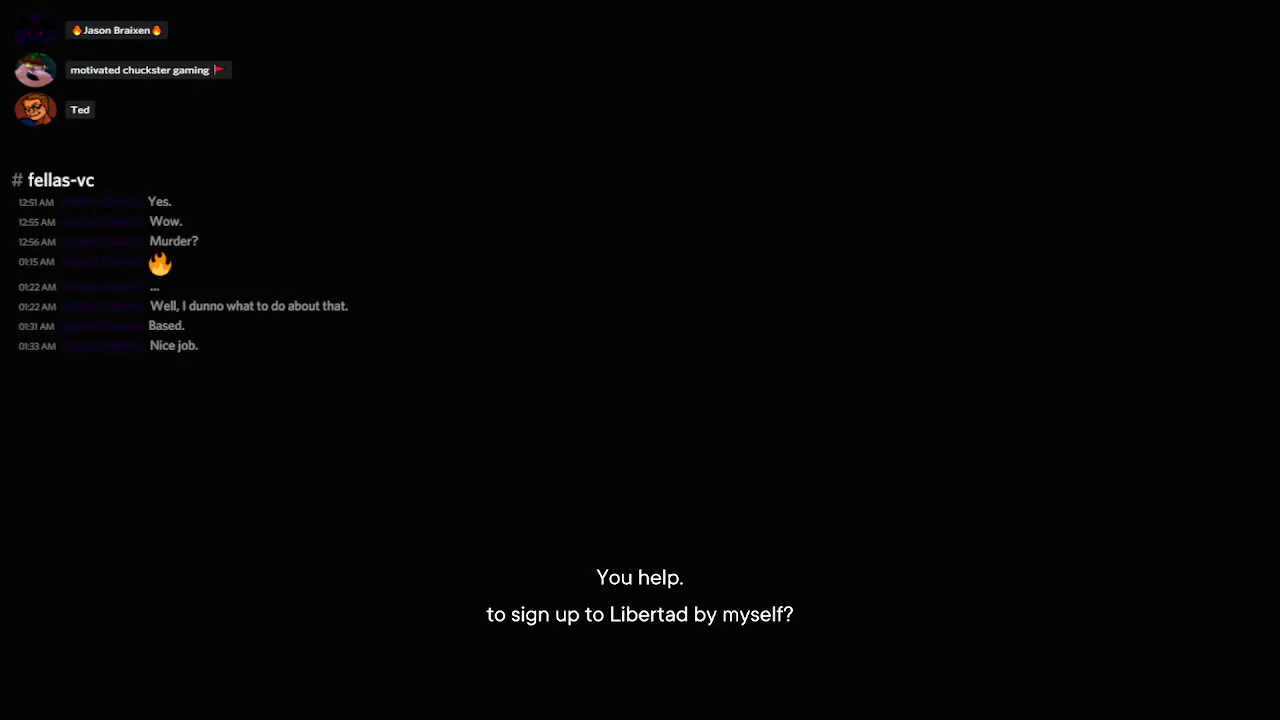 🔥Jason Braixen🔥
motivated chuckster gaming 🚩
Ted
# fellas-vc
12:51 AM Yes.
12:55 AM Wow.
12:56 AM Murder?
01:15 AM 🔥
01:22 AM ...
01:22 AM Well, I dunno what to do about that.
01:31 AM Based.
01:33 AM Nice job.
You help.
to sign up to Libertad by myself?